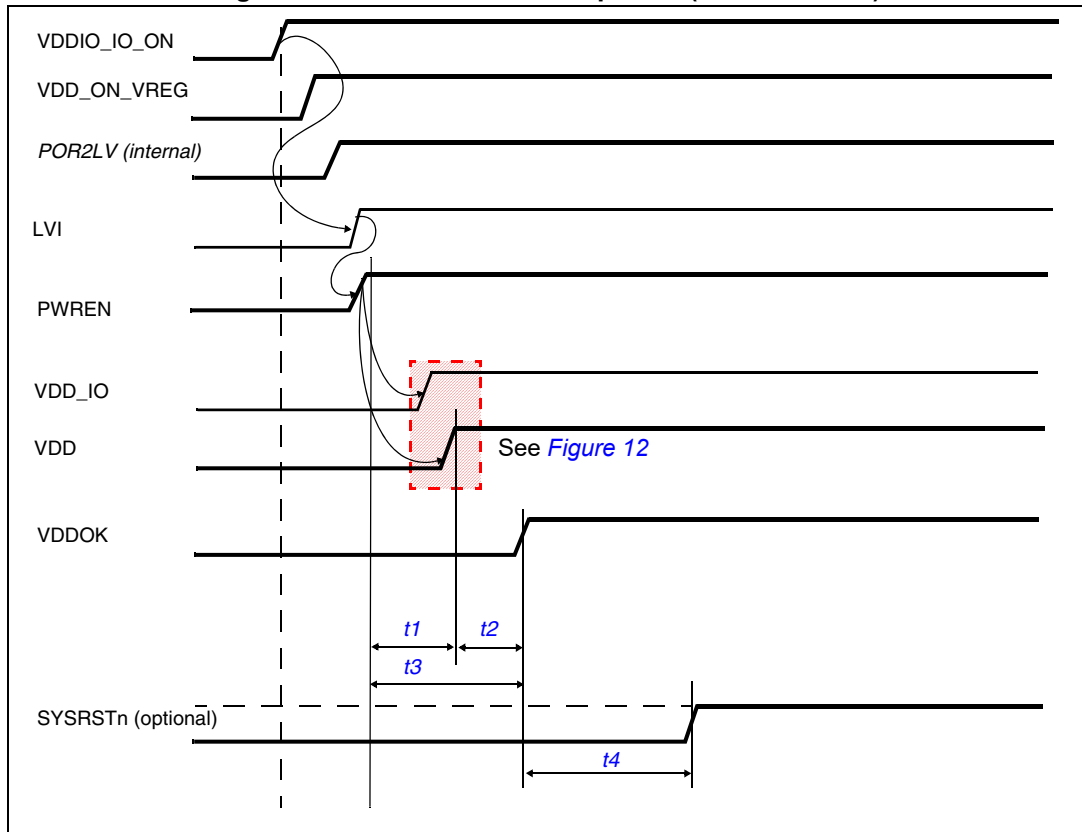 VDDIO_IO_ON
VDD_ON_VREG
POR2LV (internal)
LVI
PWREN
VDD_IO
VDD
See Figure 12
VDDOK
t1
t2
t3
SYSRSTn (optional)
t4